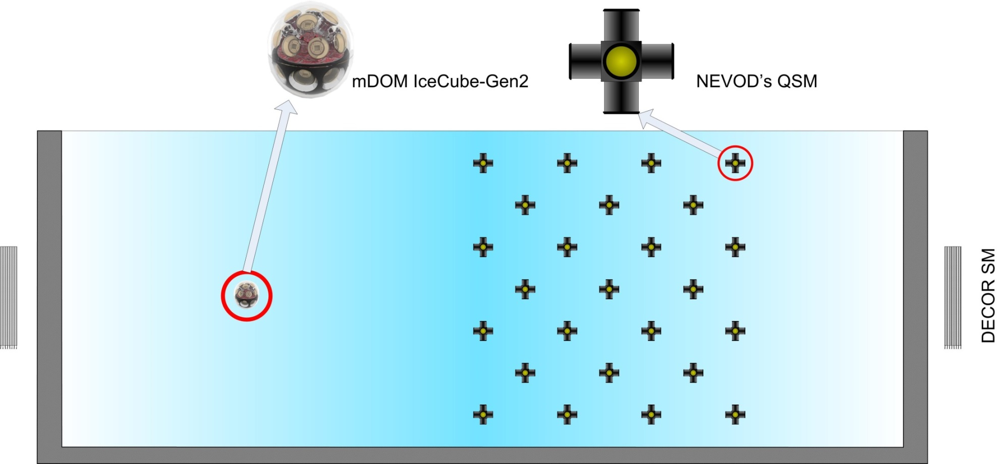 mDOM IceCube-Gen2
NEVOD’s QSM
DECOR SM